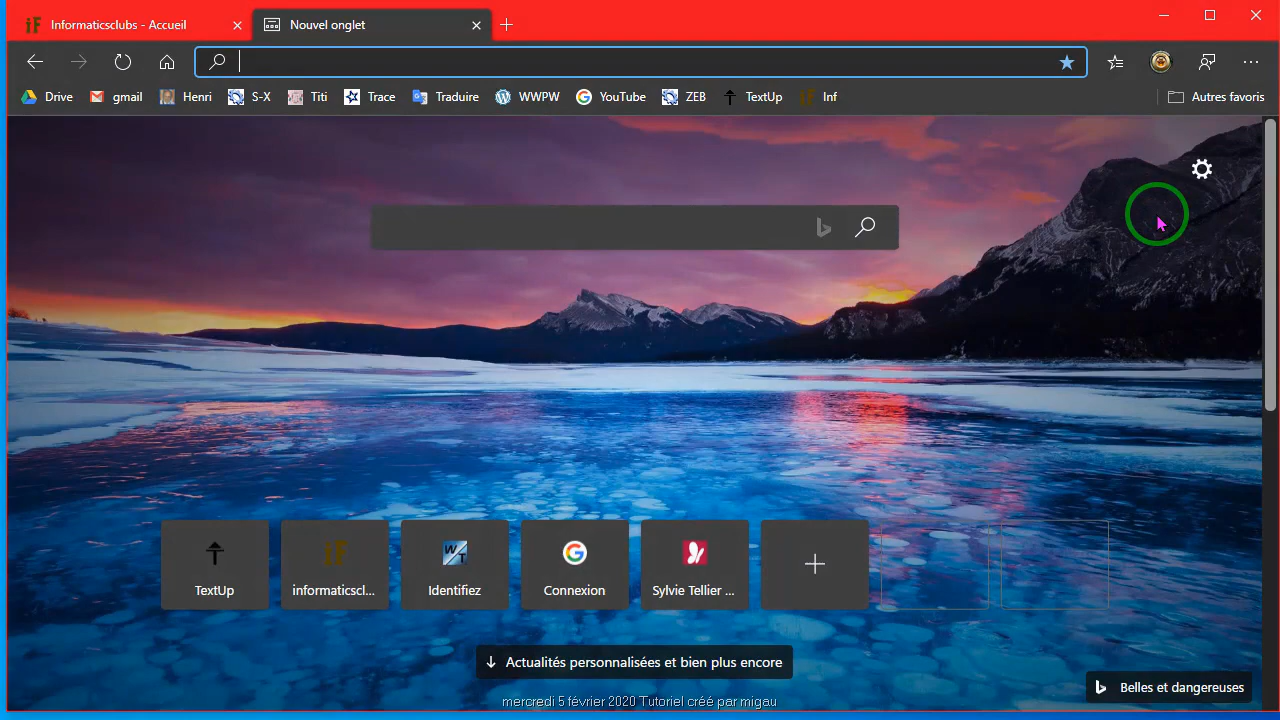 Informaticsclubs - Accueil
Nouvel onglet
Drive
gmail
Henri
S-X
Titi
Trace
Traduire
WWPW
YouTube
ZEB
TextUp
Inf
Autres favoris
TextUp
informaticscl...
Identifiez
Connexion
Sylvie Tellier ...
Actualités personnalisées et bien plus encore
Belles et dangereuses
mercredi 5 février 2020 Tutoriel créé par migau